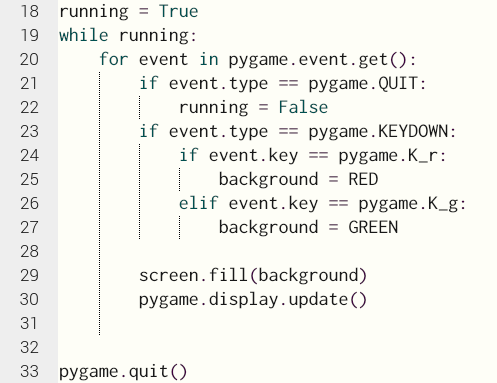 18 running = True
19 while running:
20     for event in pygame.event.get():
21         if event.type == pygame.QUIT:
22             running = False
23         if event.type == pygame.KEYDOWN:
24             if event.key == pygame.K_r:
25                 background = RED
26             elif event.key == pygame.K_g:
27                 background = GREEN
28
29         screen.fill(background)
30         pygame.display.update()
31
32
33 pygame.quit()